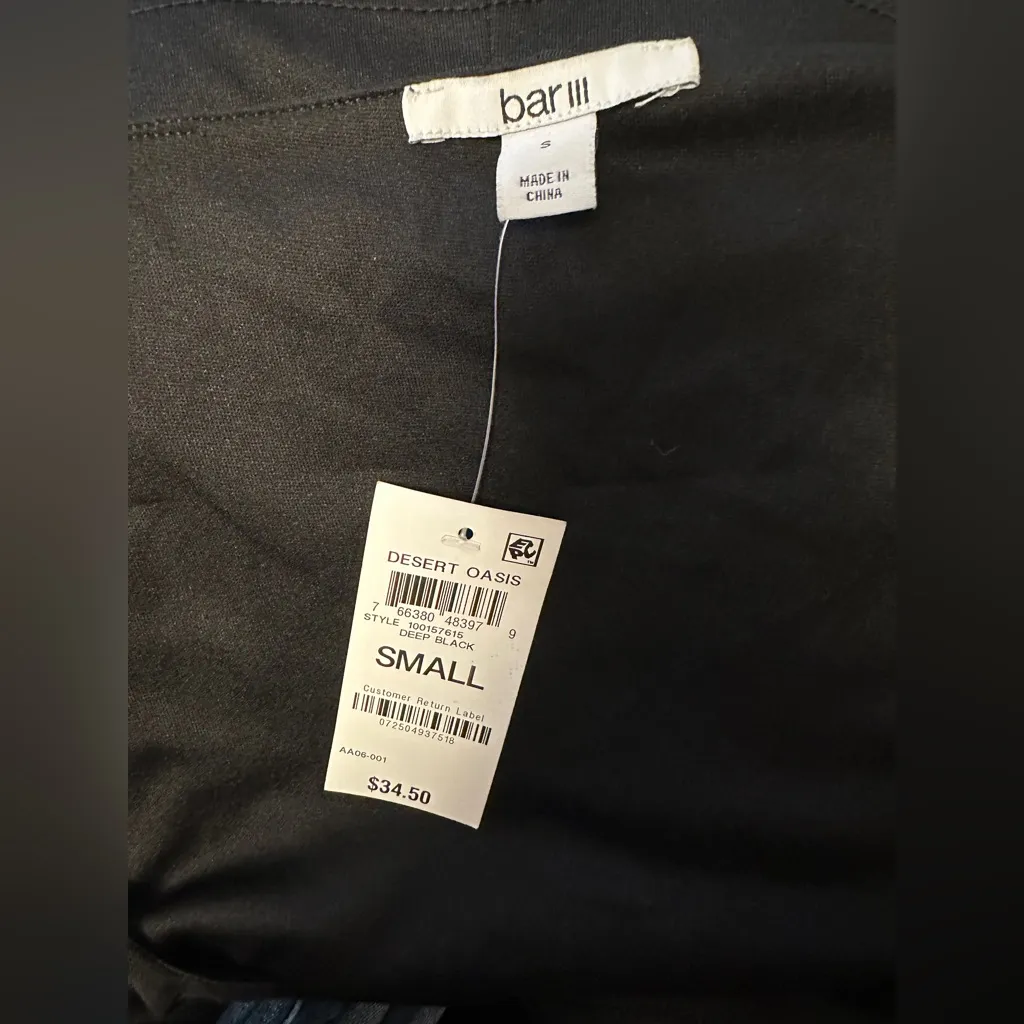 bar III
S
MADE IN
CHINA
DESERT OASIS
7 66380 48397 9
STYLE 100157615
DEEP BLACK
SMALL
Customer Return Label
072504937518
AA06-001
$34.50